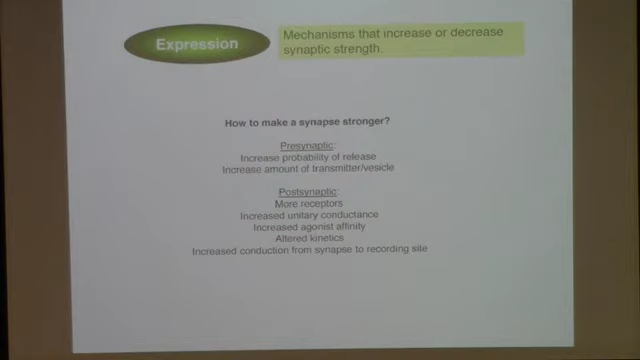 Expression
Mechanisms that increase or decrease
synaptic strength.
How to make a synapse stronger?
Presynaptic:
Increase probability of release
Increase amount of transmitter/vesicle
Postsynaptic:
More receptors
Increased unitary conductance
Increased agonist affinity
Altered kinetics
Increased conduction from synapse to recording site